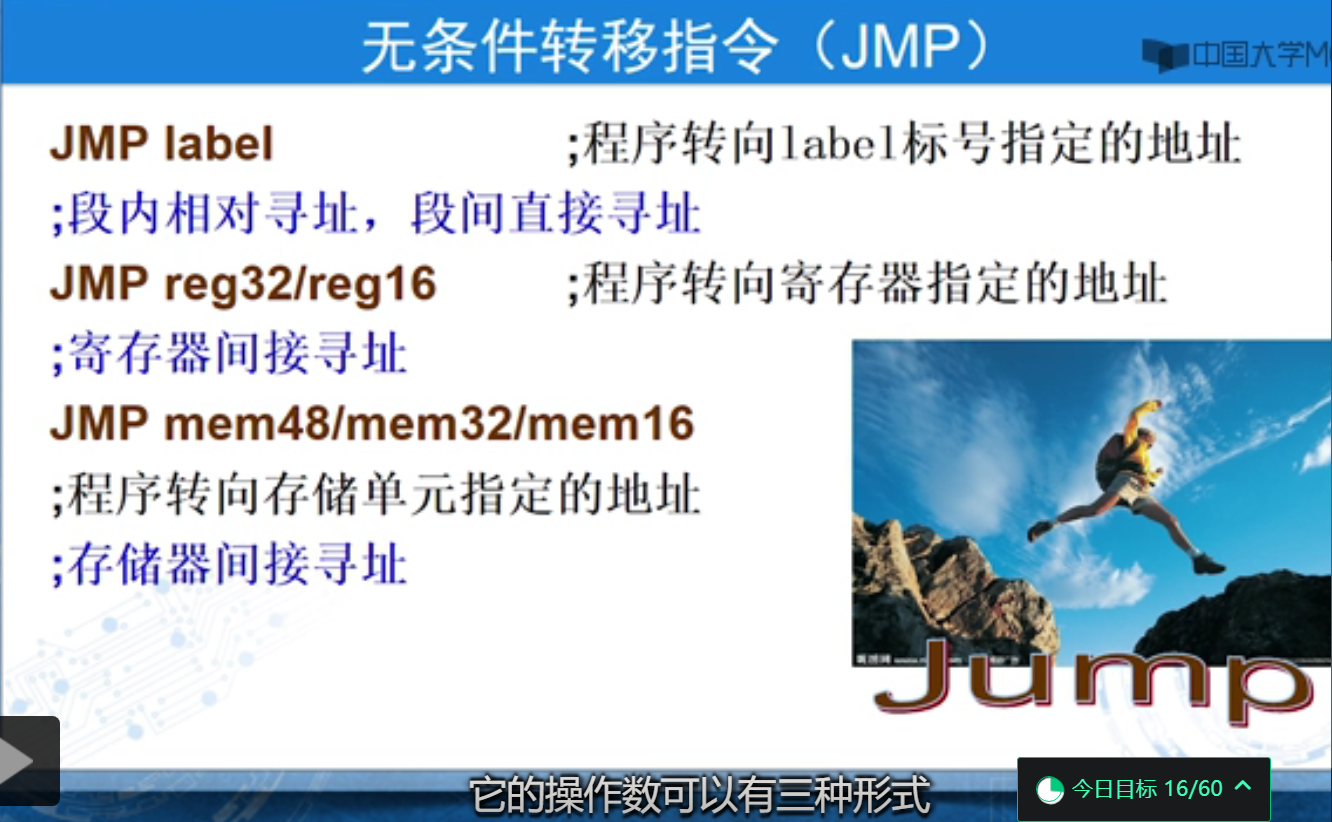 无条件转移指令（JMP）
中国大学M
JMP label ;程序转向label标号指定的地址
;段内相对寻址，段间直接寻址
JMP reg32/reg16 ;程序转向寄存器指定的地址
;寄存器间接寻址
JMP mem48/mem32/mem16
;程序转向存储单元指定的地址
;存储器间接寻址
Jump
它的操作数可以有三种形式
今日目标 16/60